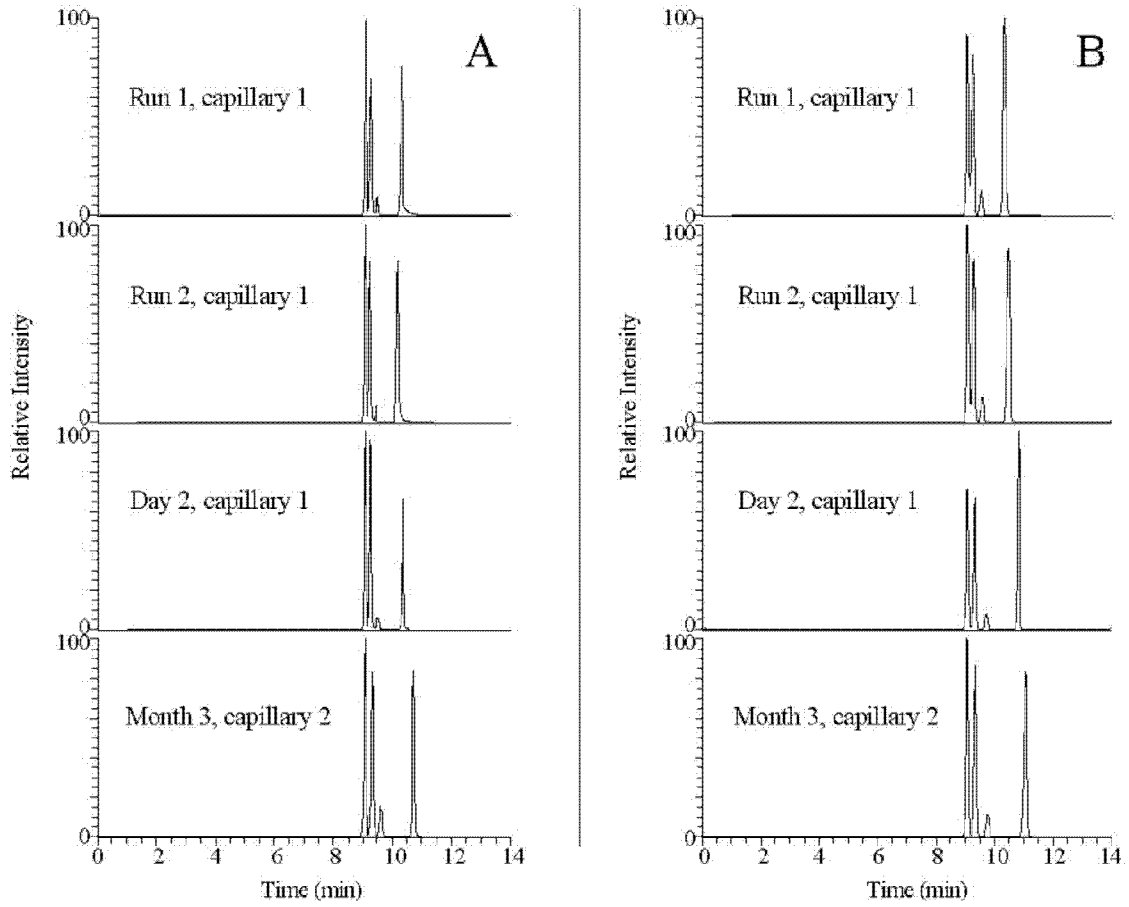 A
100
Run 1, capillary 1
0
100
Run 2, capillary 1
0
100
Day 2, capillary 1
0
100
Month 3, capillary 2
0
0 2 4 6 8 10 12 14
Time (min)
Relative Intensity
B
100
Run 1, capillary 1
0
100
Run 2, capillary 1
0
100
Day 2, capillary 1
0
100
Month 3, capillary 2
0
0 2 4 6 8 10 12 14
Time (min)
Relative Intensity